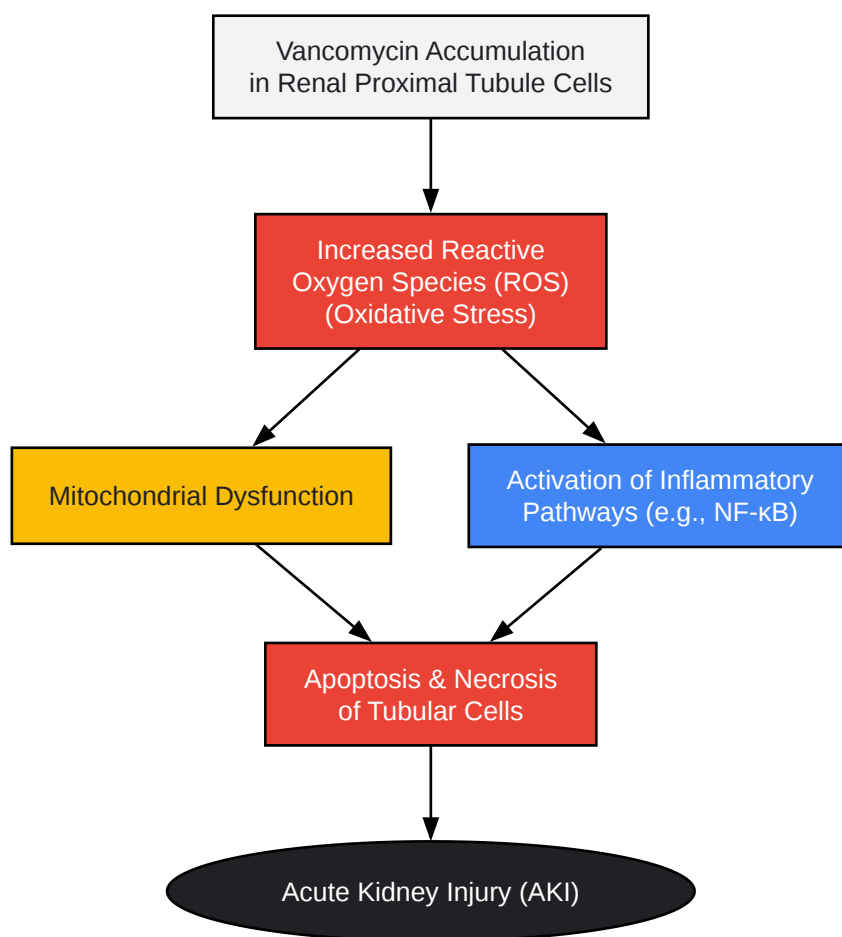 Vancomycin Accumulation
in Renal Proximal Tubule Cells
Increased Reactive
Oxygen Species (ROS)
(Oxidative Stress)
Mitochondrial Dysfunction
Activation of Inflammatory
Pathways (e.g., NF-κB)
Apoptosis & Necrosis
of Tubular Cells
Acute Kidney Injury (AKI)